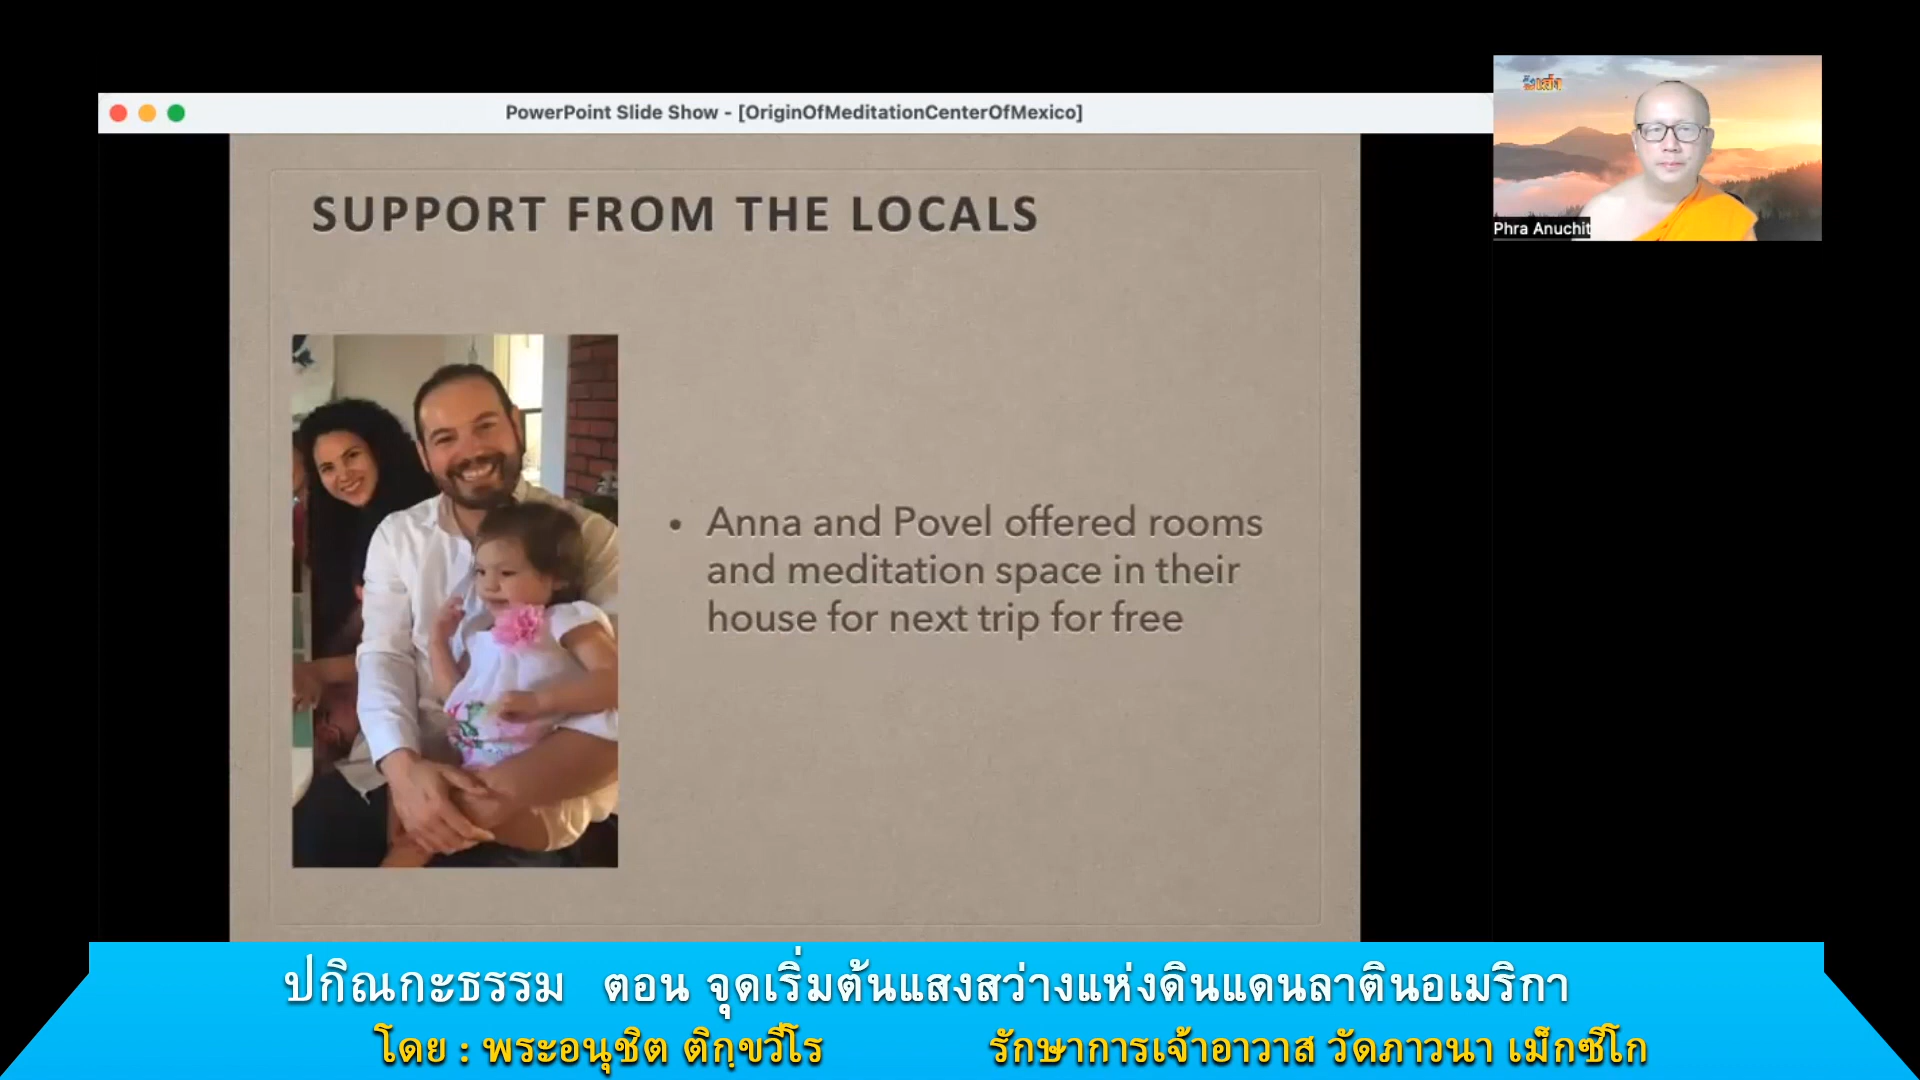 PowerPoint Slide Show - [OriginOfMeditationCenterOfMexico]
Phra Anuchit
SUPPORT FROM THE LOCALS
• Anna and Povel offered rooms
and meditation space in their
house for next trip for free
ปกิณกะธรรม ตอน จุดเริ่มต้นแสงสว่างแห่งดินแดนลาตินอเมริกา
โดย : พระอนุชิต ติกฺขวีโร รักษาการเจ้าอาวาส วัดภาวนา เม็กซีโก